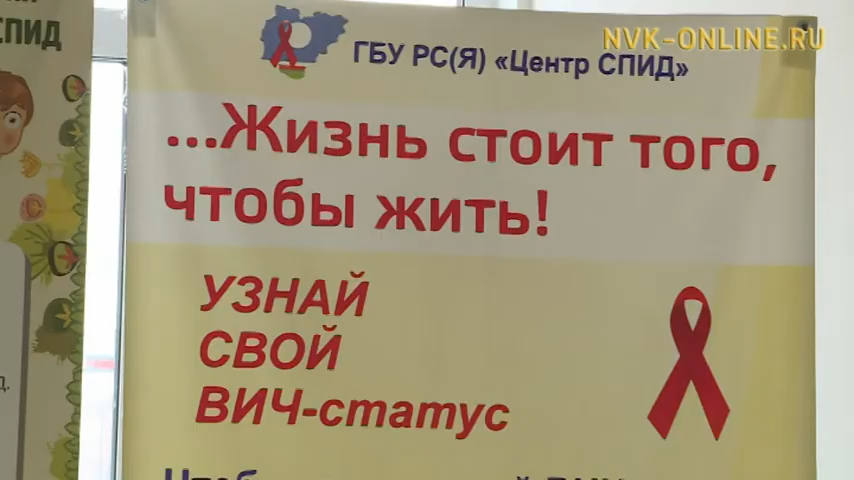 NVK-ONLINE.RU
СПИД
ГБУ РС(Я) «Центр СПИД»
...Жизнь стоит того,
чтобы жить!
УЗНАЙ
СВОЙ
ВИЧ-статус